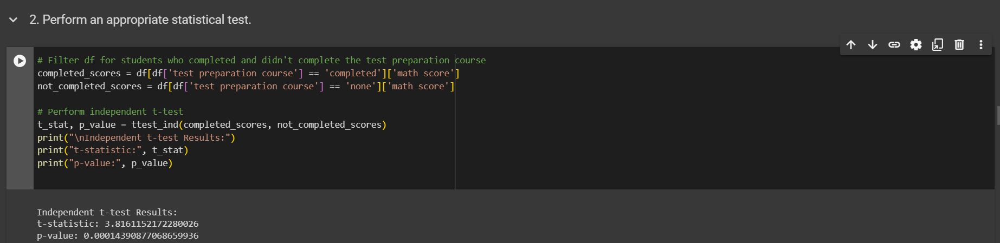 2. Perform an appropriate statistical test.
# Filter df for students who completed and didn't complete the test preparation course
completed_scores = df[df['test preparation course'] == 'completed']['math score']
not_completed_scores = df[df['test preparation course'] == 'none']['math score']
# Perform independent t-test
t_stat, p_value = ttest_ind(completed_scores, not_completed_scores)
print("\nIndependent t-test Results:")
print("t-statistic:", t_stat)
print("p-value:", p_value)
Independent t-test Results:
t-statistic: 3.8161152172280026
p-value: 0.00014390877068659936